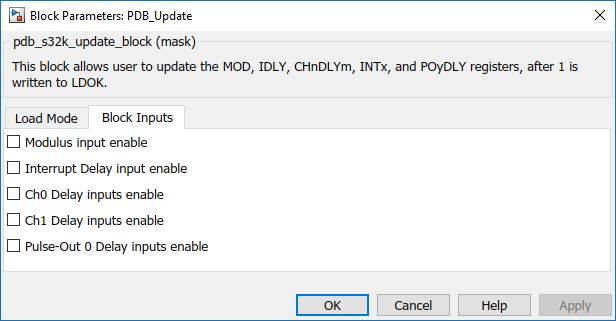 Block Parameters: PDB_Update
pdb_s32k_update_block (mask)
This block allows user to update the MOD, IDLY, CHnDLYm, INTx, and POyDLY registers, after 1 is
written to LDOK.
Load Mode Block Inputs
Modulus input enable
Interrupt Delay input enable
Ch0 Delay inputs enable
Ch1 Delay inputs enable
Pulse-Out 0 Delay inputs enable
OK Cancel Help Apply